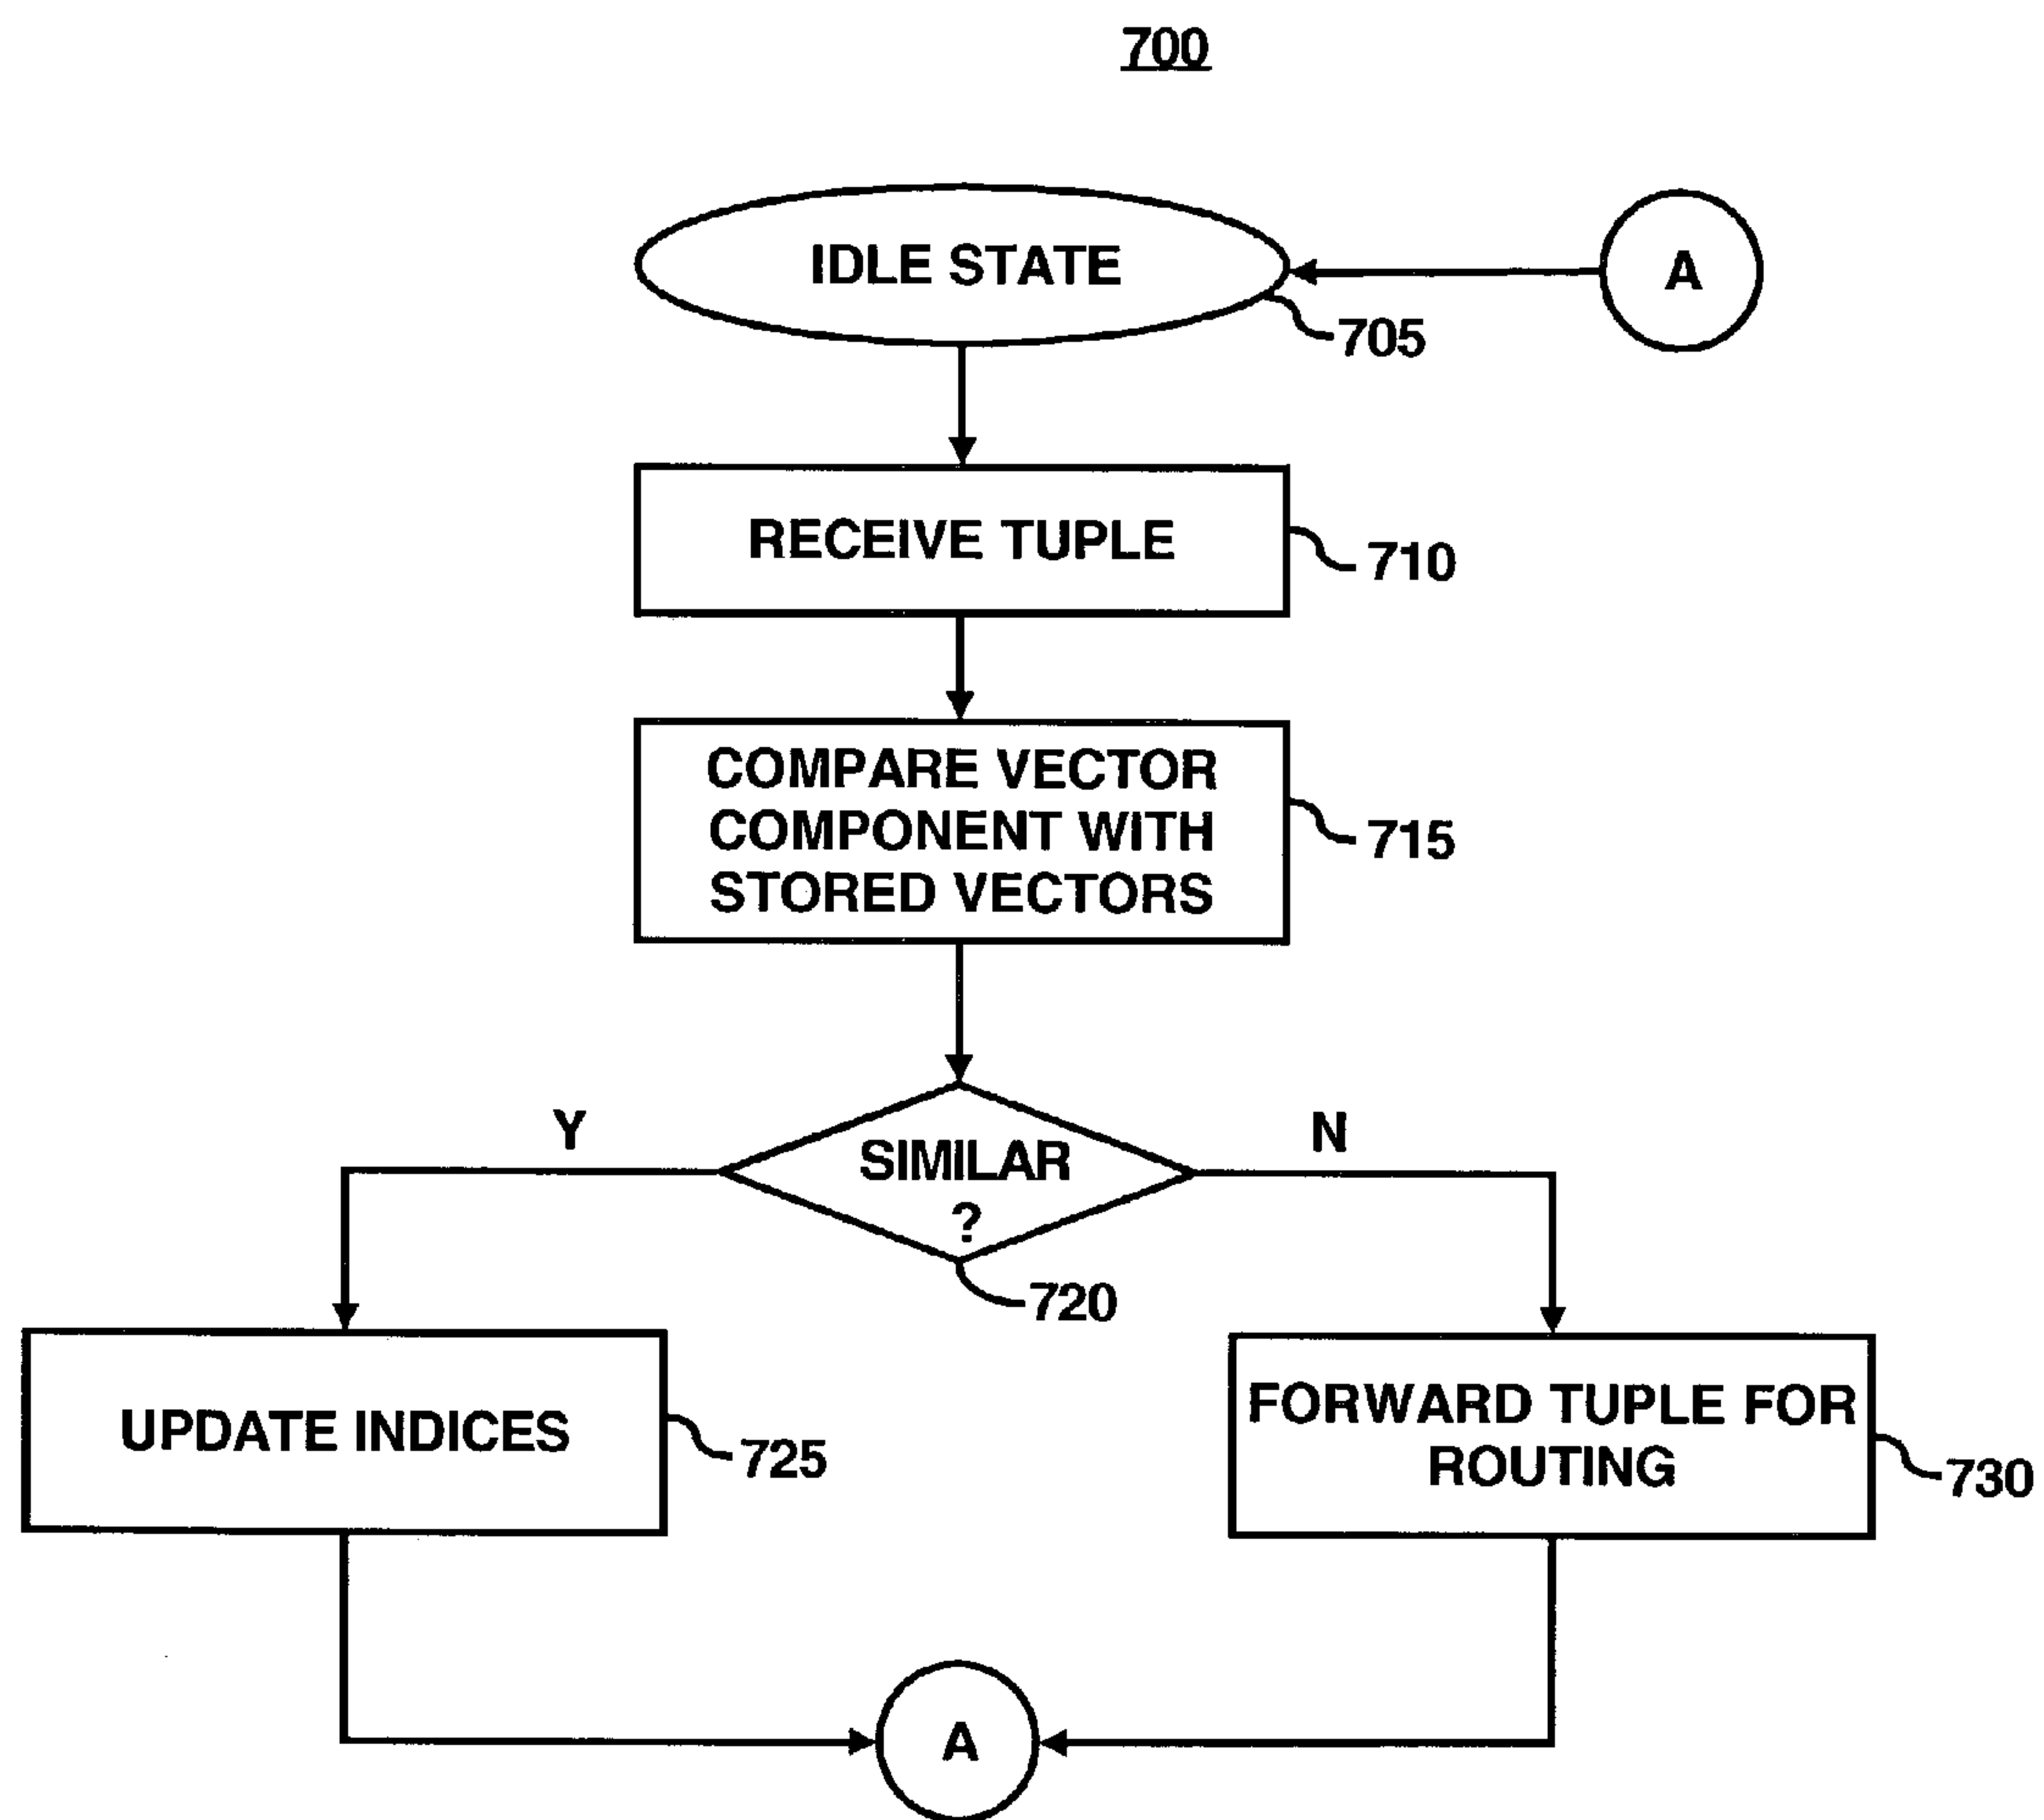 700
IDLE STATE
A
705
RECEIVE TUPLE
710
COMPARE VECTOR
COMPONENT WITH
STORED VECTORS
715
Y
N
SIMILAR
?
720
UPDATE INDICES
725
FORWARD TUPLE FOR
ROUTING
730
A